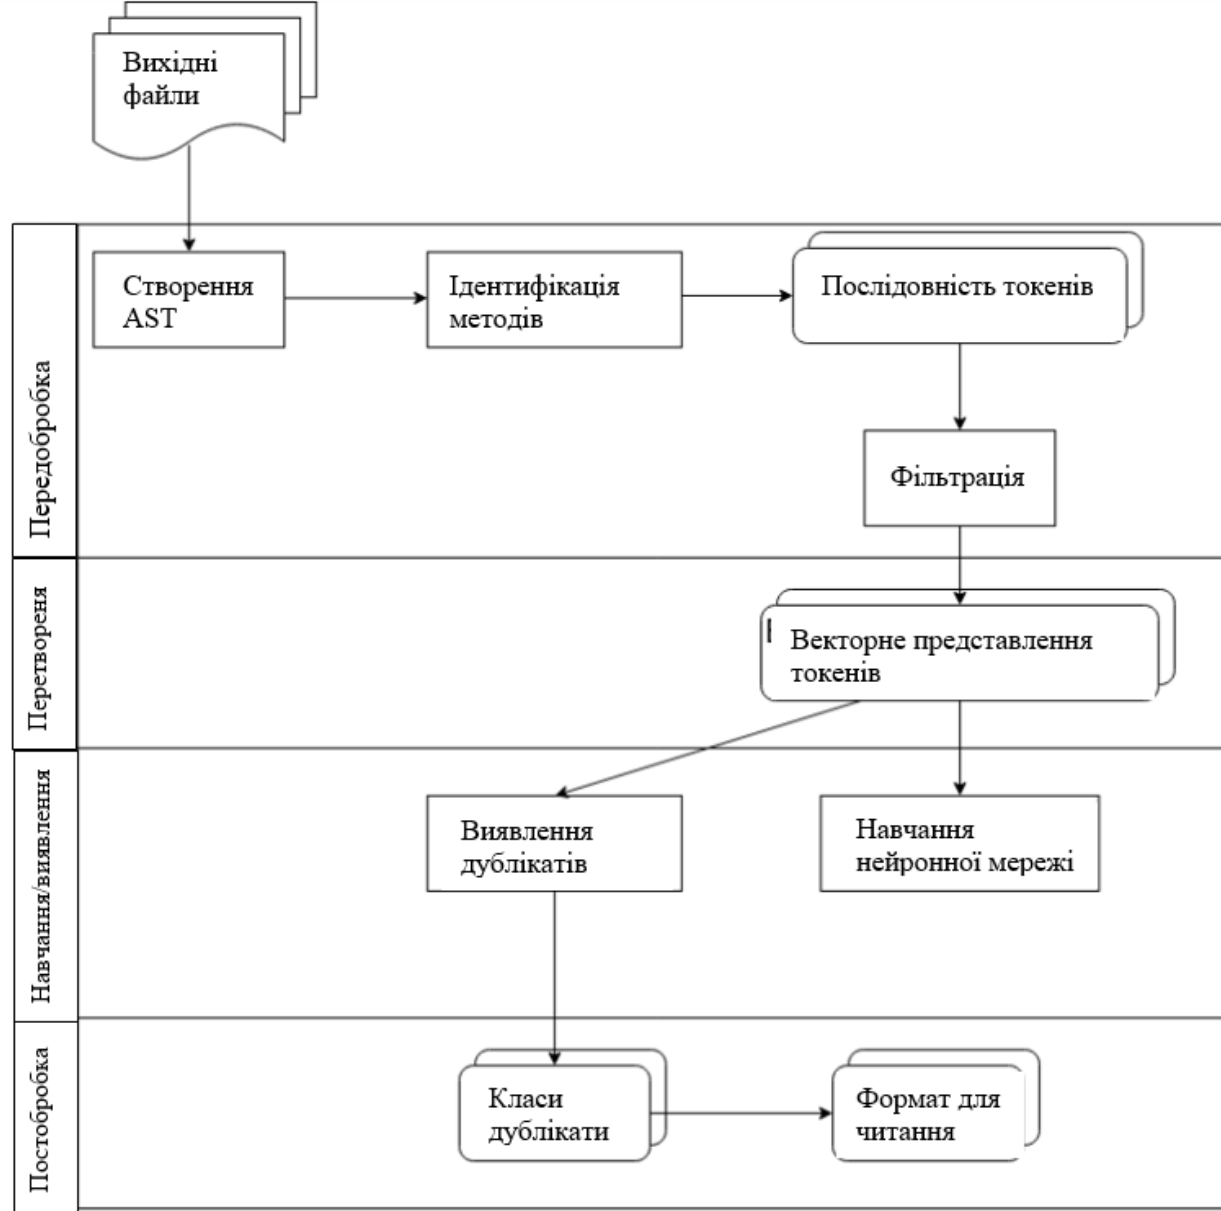 Вихідні
файли
Передобробка
Створення
AST
Ідентифікація
методів
Послідовність токенів
Фільтрація
Перетвореня
Векторне представлення
токенів
Навчання/виявлення
Виявлення
дублікатів
Навчання
нейронної мережі
Постобробка
Класи
дублікати
Формат для
читання